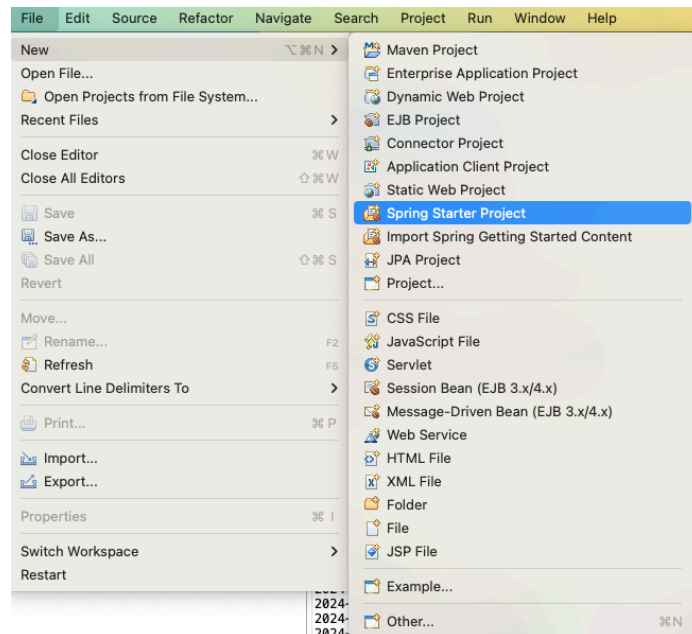 File Edit Source Refactor Navigate Search Project Run Window Help
New ⌥⌘N >
Open File...
Open Projects from File System...
Recent Files >
Close Editor ⌘W
Close All Editors ⇧⌘W
Save ⌘S
Save As...
Save All ⇧⌘S
Revert
Move...
Rename... F2
Refresh F5
Convert Line Delimiters To >
Print... ⌘P
Import...
Export...
Properties ⌘I
Switch Workspace >
Restart
Maven Project
Enterprise Application Project
Dynamic Web Project
EJB Project
Connector Project
Application Client Project
Static Web Project
Spring Starter Project
Import Spring Getting Started Content
JPA Project
Project...
CSS File
JavaScript File
Servlet
Session Bean (EJB 3.x/4.x)
Message-Driven Bean (EJB 3.x/4.x)
Web Service
HTML File
XML File
Folder
File
JSP File
Example...
Other... ⌘N
2024-
2024-